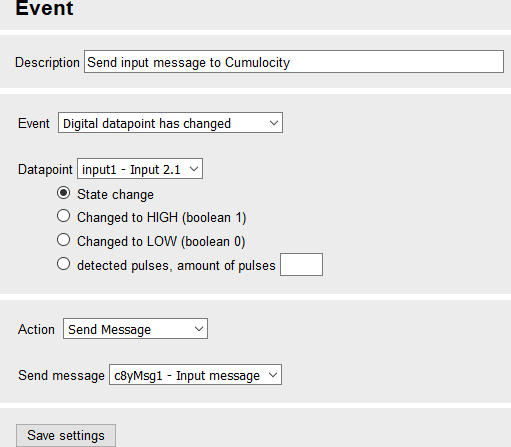 Event
Description Send input message to Cumulocity
Event Digital datapoint has changed
Datapoint input1 - Input 2.1
State change
Changed to HIGH (boolean 1)
Changed to LOW (boolean 0)
detected pulses, amount of pulses
Action Send Message
Send message c8yMsg1 - Input message
Save settings